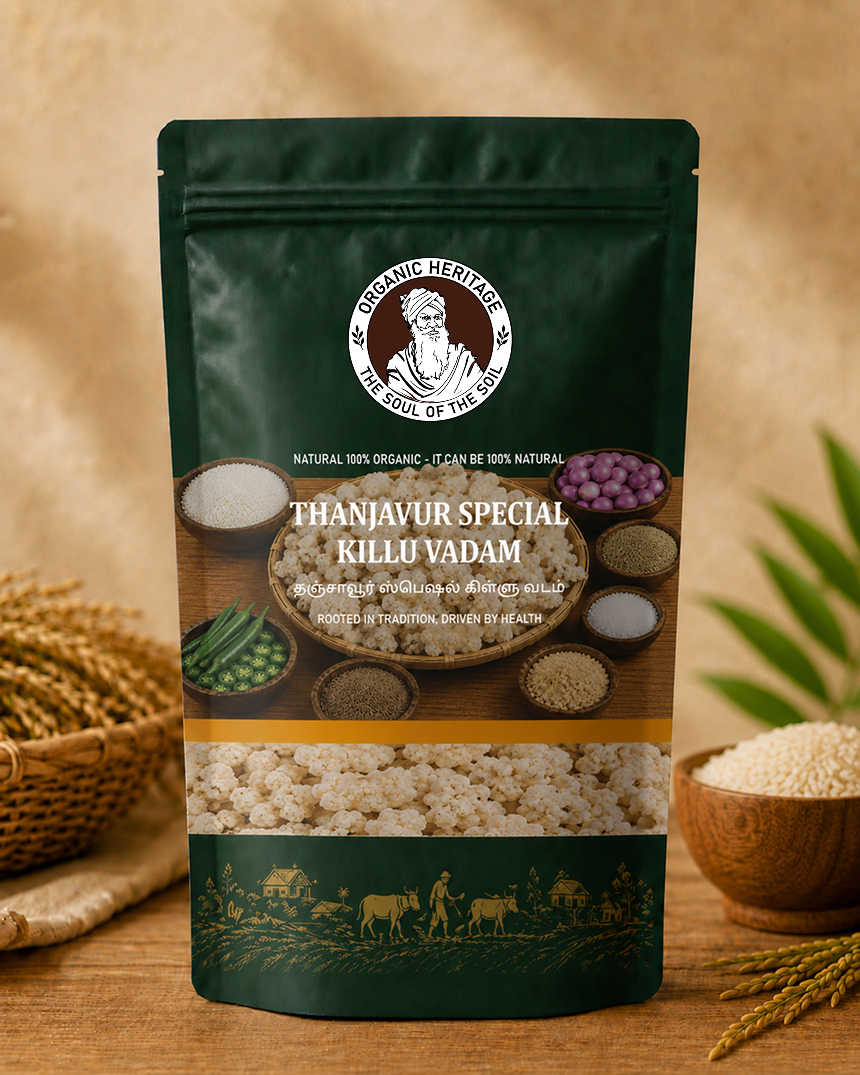 ORGANIC HERITAGE
THE SOUL OF THE SOIL
NATURAL 100% ORGANIC - IT CAN BE 100% NATURAL
THANJAVUR SPECIAL
KILLU VADAM
தஞ்சாவூர் ஸ்பெஷல் கிள்ளு வடம்
ROOTED IN TRADITION, DRIVEN BY HEALTH